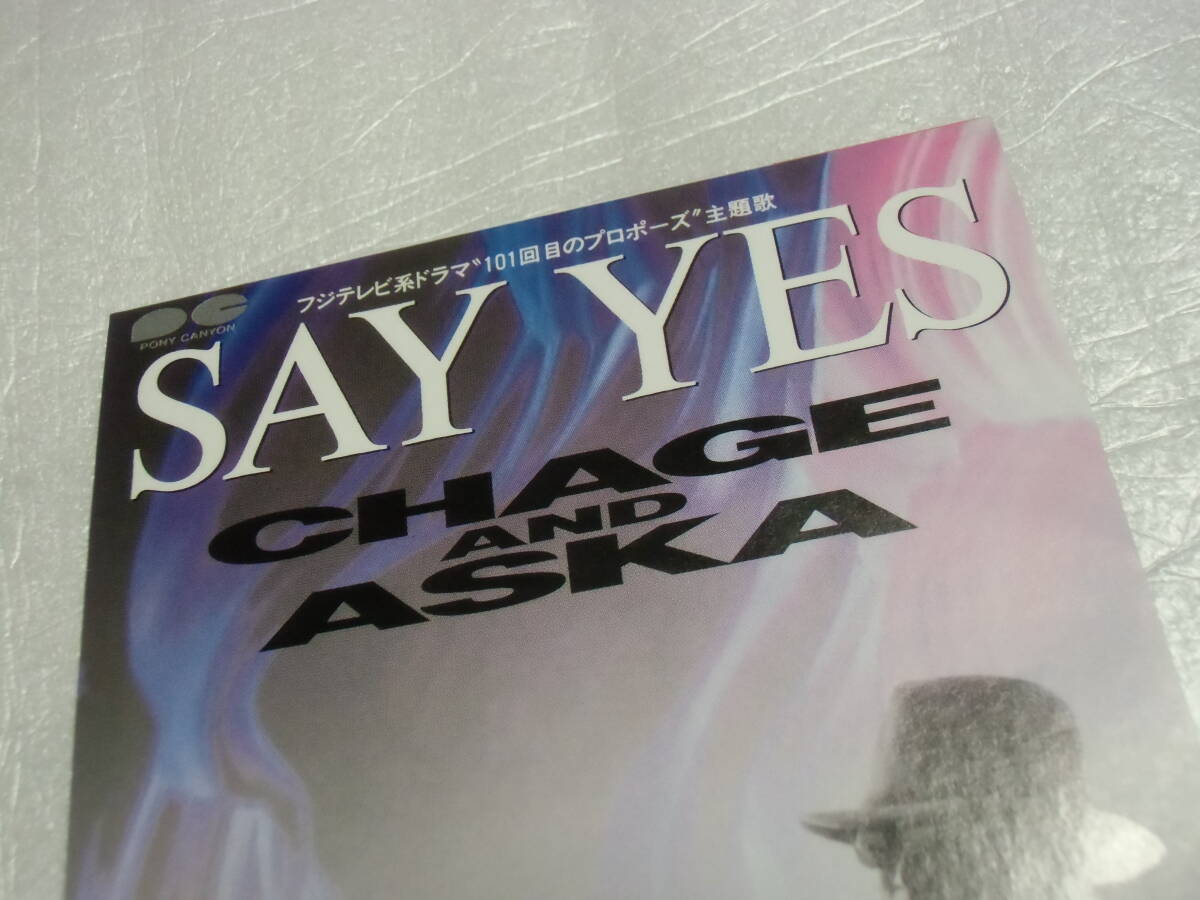 フジテレビ系ドラマ〝101回目のプロポーズ〟主題歌
PC
PONY CANYON
SAY YES
CHAGE
AND
ASKA